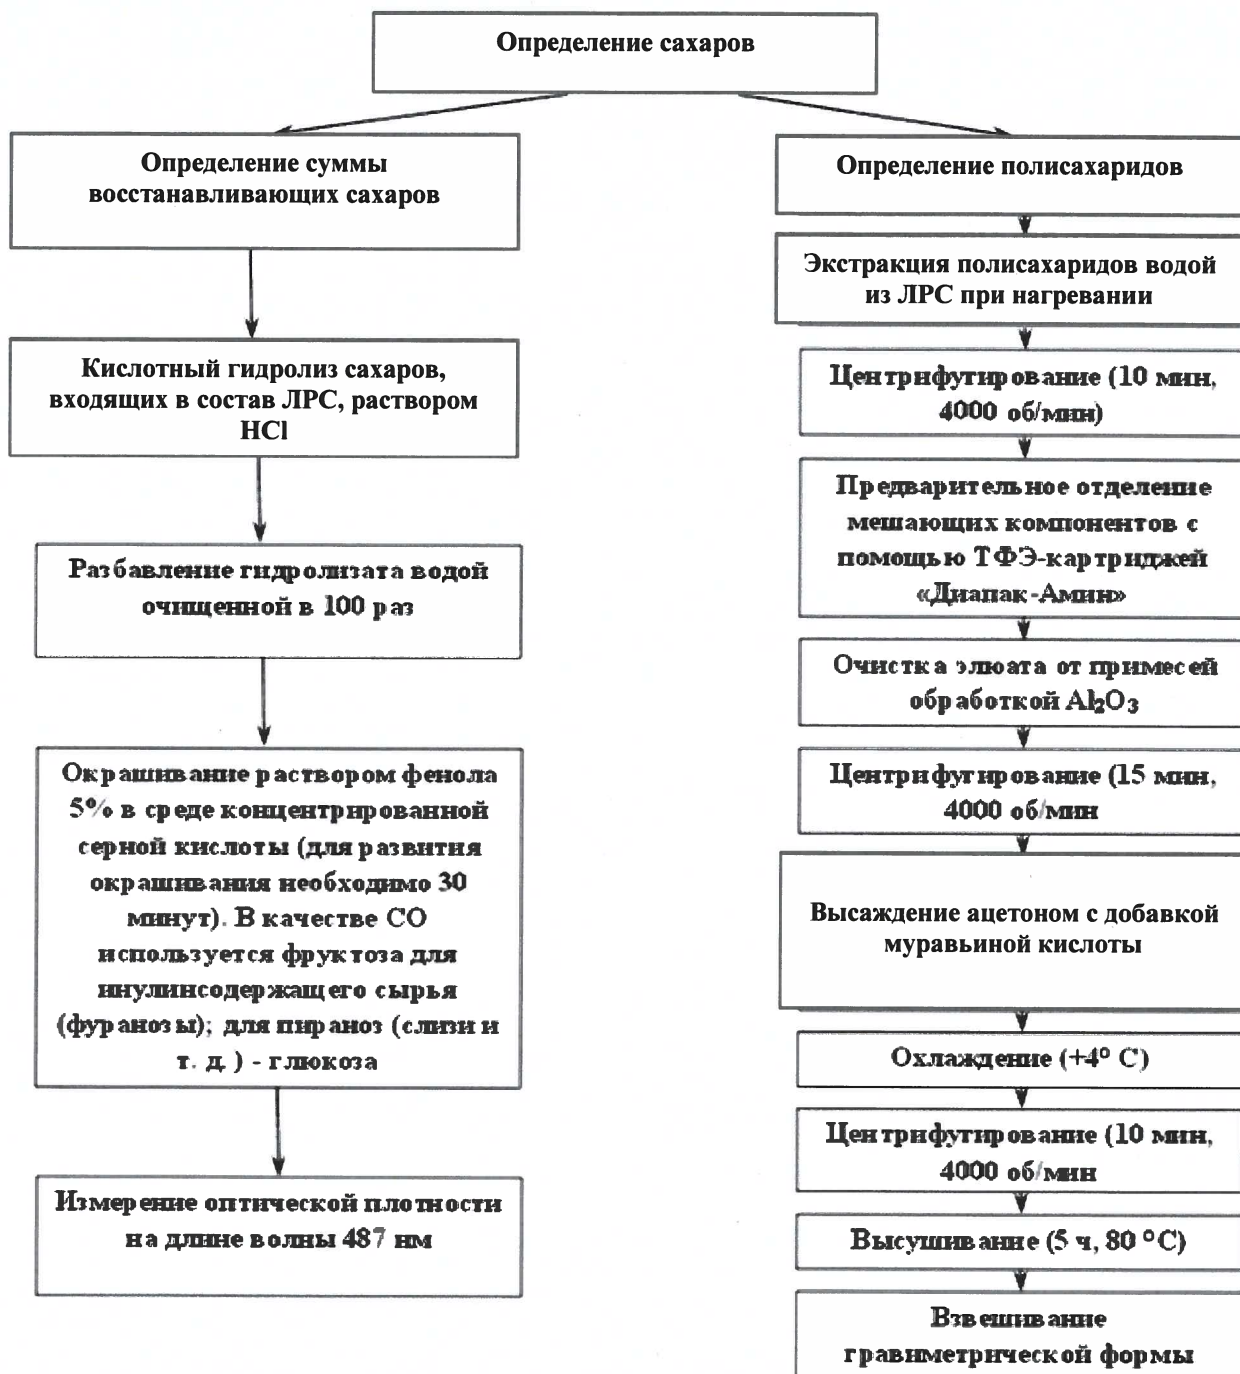 Определение сахаров
Определение суммы
восстанавливающих сахаров
Кислотный гидролиз сахаров,
входящих в состав ЛРС, раствором
HCl
Разбавление гидролизата водой
очищенной в 100 раз
Окрашивание раствором фенола
5% в среде концентрированной
серной кислоты (для развития
окрашивания необходимо 30
минут). В качестве СО
используется фруктоза для
инулинсодержащего сырья
(фуранозы); для пираноз (слизи и
т. д. ) - глюкоза
Измерение оптической плотности
на длине волны 487 нм
Определение полисахаридов
Экстракция полисахаридов водой
из ЛРС при нагревании
Центрифугирование (10 мин,
4000 об/мин)
Предварительное отделение
мешающих компонентов с
помощью ТФЭ-картриджей
«Диапак-Амин»
Очистка элюата от примесей
обработкой Al₂O₃
Центрифугирование (15 мин,
4000 об/мин
Высаждение ацетоном с добавкой
муравьиной кислоты
Охлаждение (+4° С)
Центрифугирование (10 мин,
4000 об/мин
Высушивание (5 ч, 80 °С)
Взвешивание
гравиметрической формы